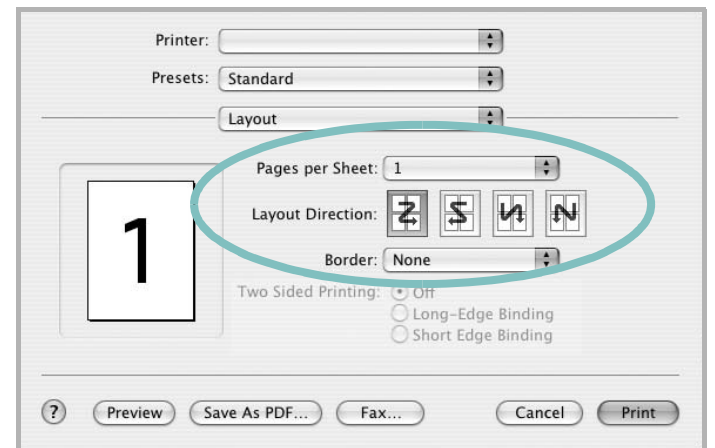 Printer:
Presets: Standard
Layout
Pages per Sheet: 1
Layout Direction:
Border: None
1
Two Sided Printing: Off
Long-Edge Binding
Short Edge Binding
? Preview Save As PDF... Fax... Cancel Print